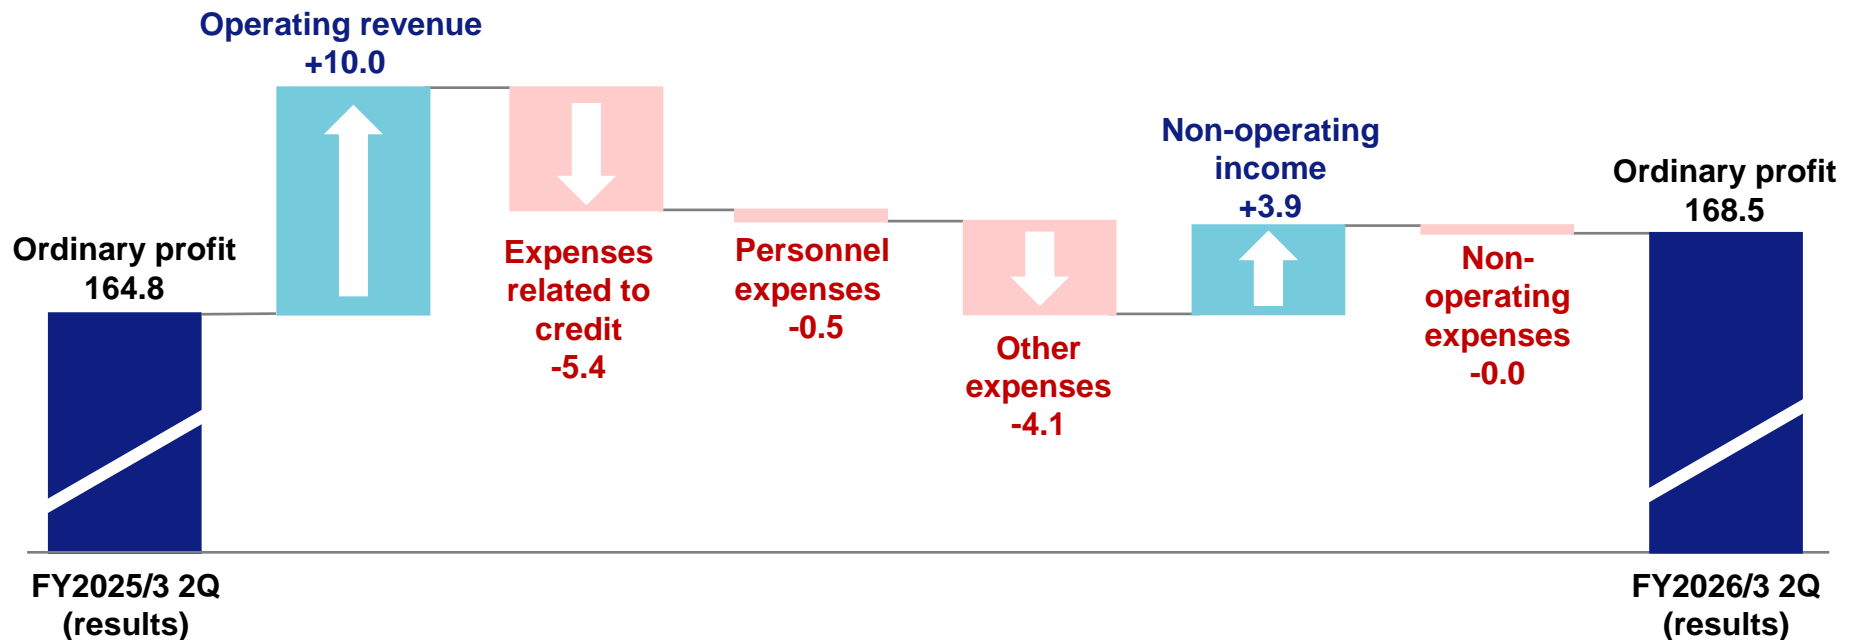 Operating revenue
+10.0
Ordinary profit
164.8
Expenses
related to
credit
-5.4
Personnel
expenses
-0.5
Other
expenses
-4.1
Non-operating
income
+3.9
Non-
operating
expenses
-0.0
Ordinary profit
168.5
FY2025/3 2Q
(results)
FY2026/3 2Q
(results)